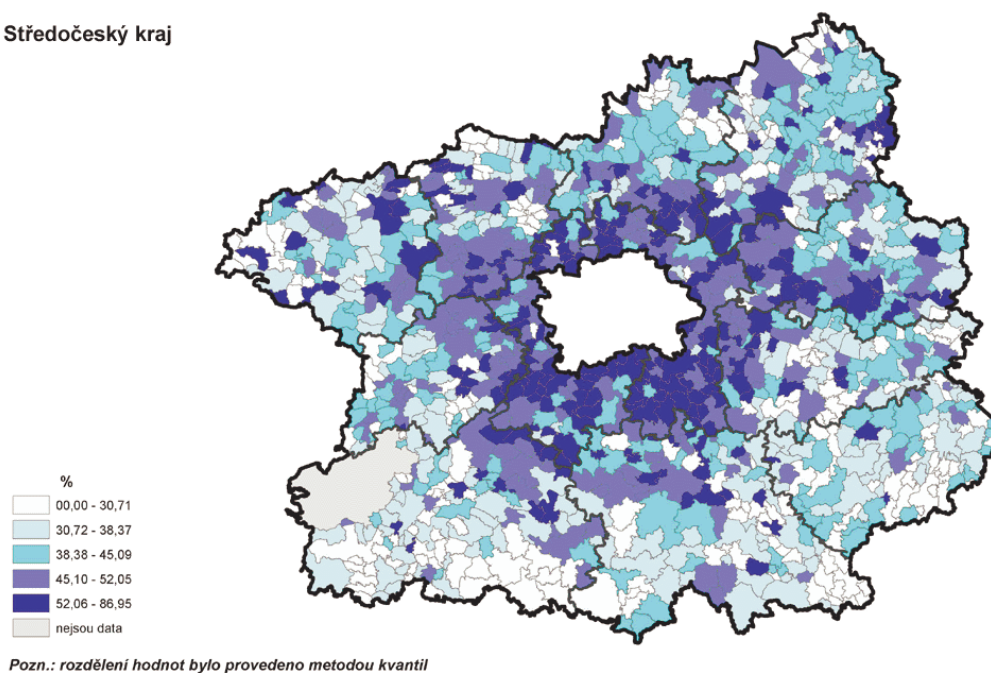 Středočeský kraj
%
00,00 - 30,71
30,72 - 38,37
38,38 - 45,09
45,10 - 52,05
52,06 - 86,95
nejsou data
Pozn.: rozdělení hodnot bylo provedeno metodou kvantil